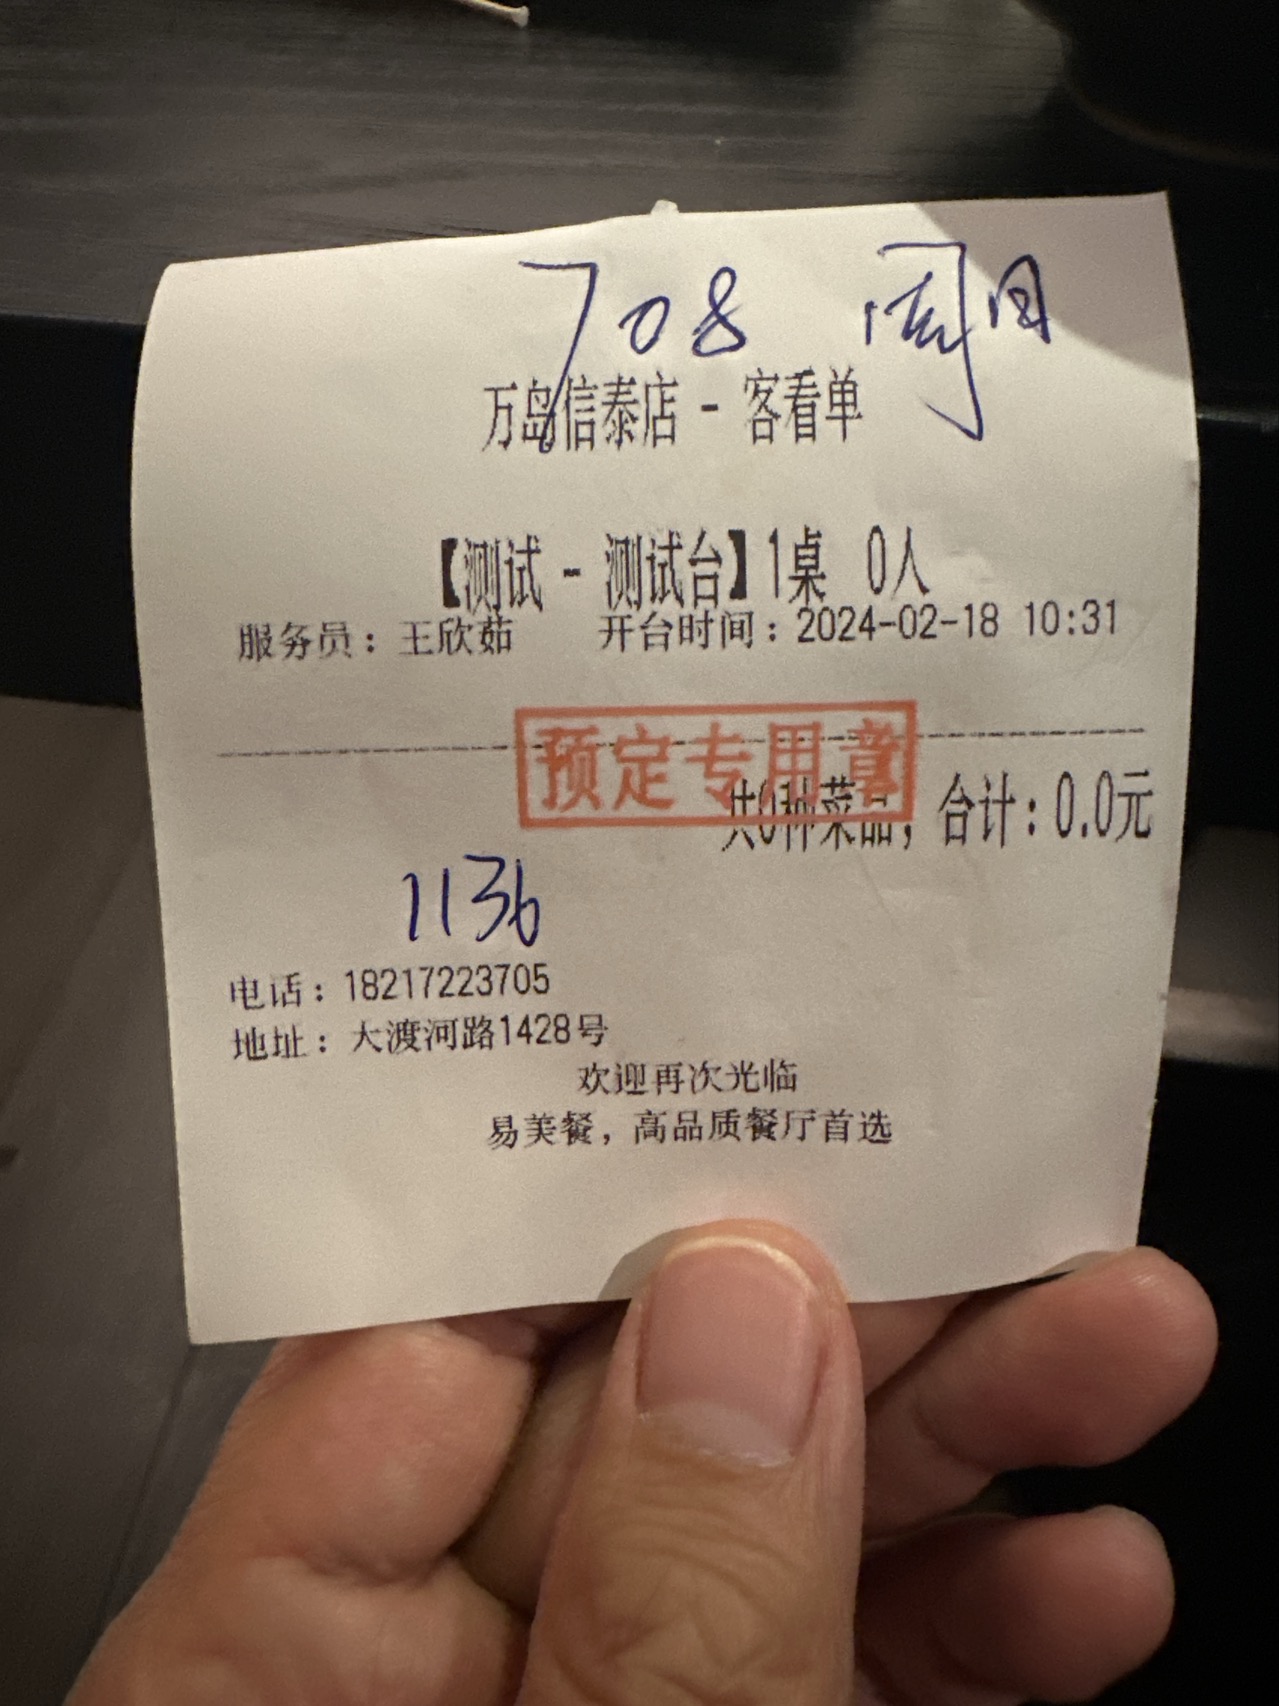 708 周日
万岛信泰店 - 客看单
【测试 - 测试台】1桌 0人
服务员：王欣茹 开台时间：2024-02-18 10:31
预定专用章
共0种菜品，合计：0.0元
1136
电话：18217223705
地址：大渡河路1428号
欢迎再次光临
易美餐，高品质餐厅首选